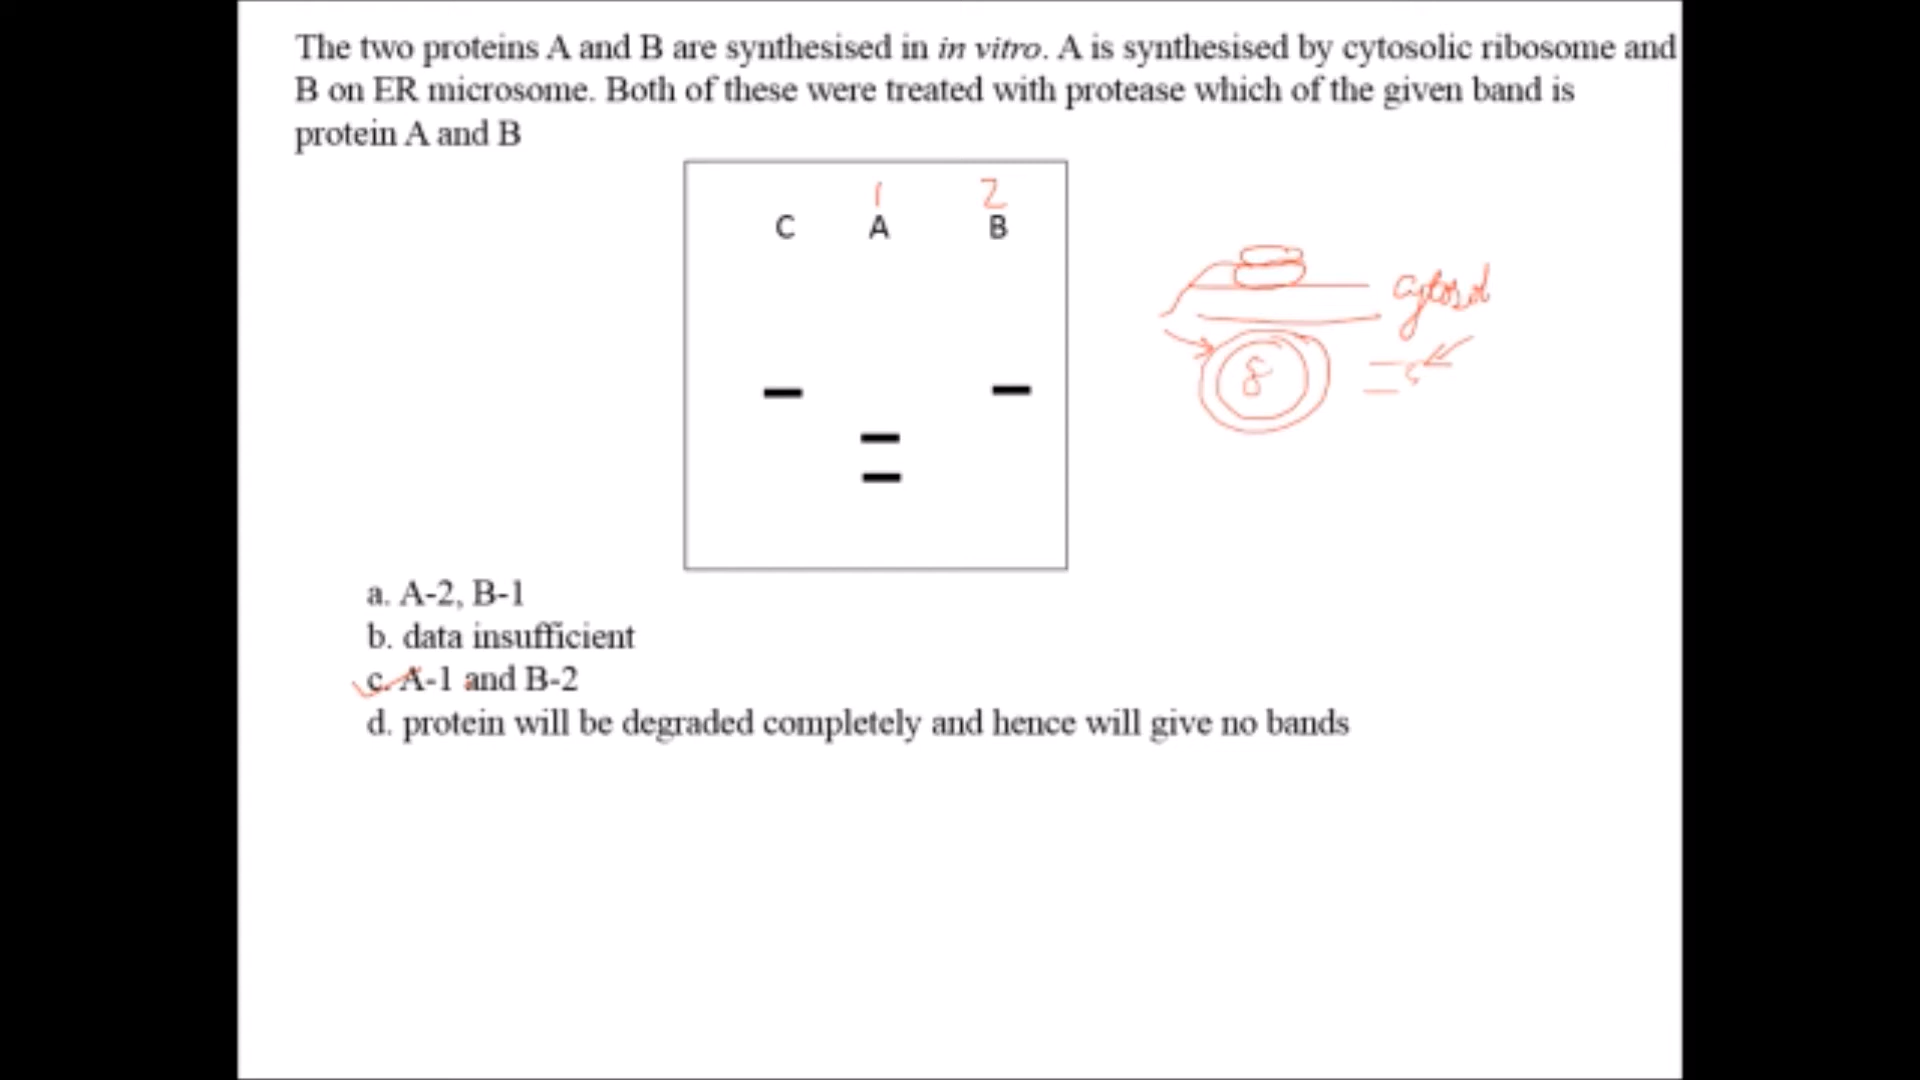 The two proteins A and B are synthesised in in vitro. A is synthesised by cytosolic ribosome and
B on ER microsome. Both of these were treated with protease which of the given band is
protein A and B
1 2
C A B
cytosol
8
a. A-2, B-1
b. data insufficient
c. A-1 and B-2
d. protein will be degraded completely and hence will give no bands